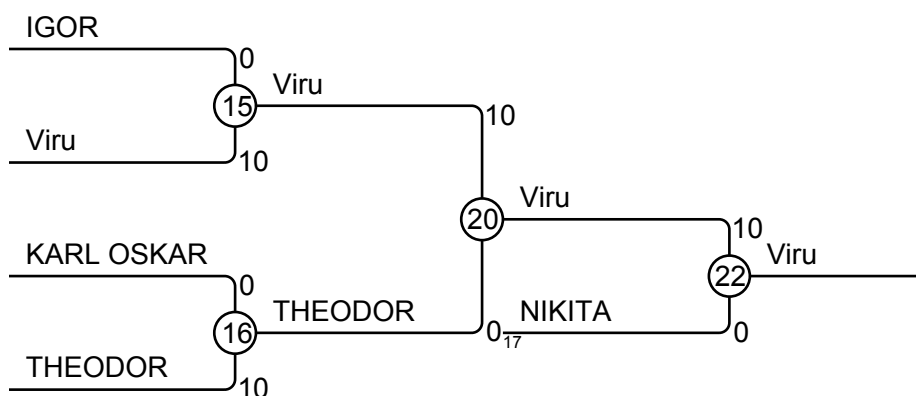 IGOR
0
15
Viru
Viru
10
10
KARL OSKAR
0
16
THEODOR
THEODOR
10
20
Viru
0
17
NIKITA
10
22
Viru
0